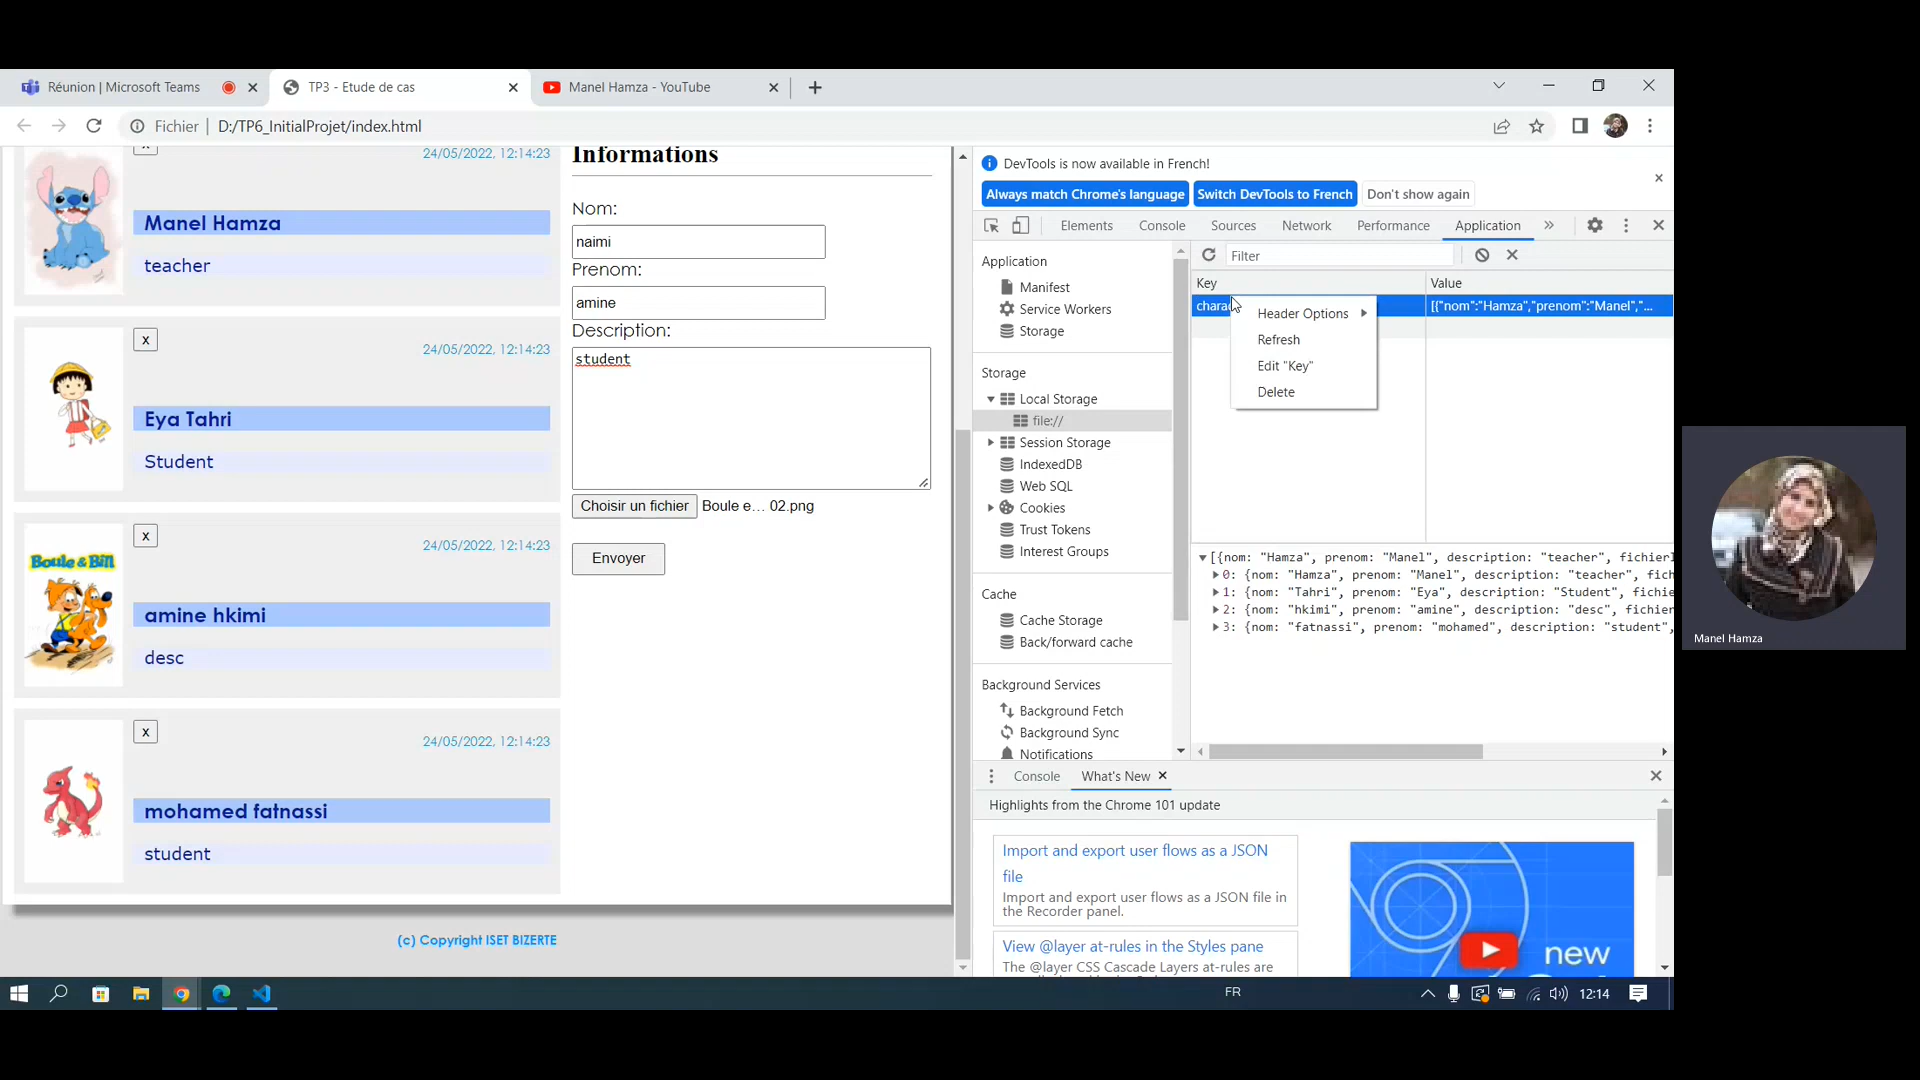 Réunion | Microsoft Teams
TP3 - Etude de cas
Manel Hamza - YouTube
Fichier
D:/TP6_InitialProjet/index.html
x
24/05/2022, 12:14:23
Manel Hamza
teacher
x
24/05/2022, 12:14:23
Eya Tahri
Student
x
24/05/2022, 12:14:23
Boule & Bill
amine hkimi
desc
x
24/05/2022, 12:14:23
mohamed fatnassi
student
(c) Copyright ISET BIZERTE
Informations
Nom:
naimi
Prenom:
amine
Description:
student
Choisir un fichier Boule e... 02.png
Envoyer
DevTools is now available in French!
Always match Chrome's language
Switch DevTools to French
Don't show again
Elements
Console
Sources
Network
Performance
Application
Application
Manifest
Service Workers
Storage
Storage
Local Storage
file://
Session Storage
IndexedDB
Web SQL
Cookies
Trust Tokens
Interest Groups
Cache
Cache Storage
Back/forward cache
Background Services
Background Fetch
Background Sync
Notifications
Filter
Key
Value
charac
[{"nom":"Hamza","prenom":"Manel","...
Header Options
Refresh
Edit "Key"
Delete
[{nom: "Hamza", prenom: "Manel", description: "teacher", fichier
0: {nom: "Hamza", prenom: "Manel", description: "teacher", fich
1: {nom: "Tahri", prenom: "Eya", description: "Student", fichie
2: {nom: "hkimi", prenom: "amine", description: "desc", fichier
3: {nom: "fatnassi", prenom: "mohamed", description: "student",
Console
What's New
Highlights from the Chrome 101 update
Import and export user flows as a JSON
file
Import and export user flows as a JSON file in
the Recorder panel.
View @layer at-rules in the Styles pane
The @layer CSS Cascade Layers at-rules are
new
Manel Hamza
FR
12:14